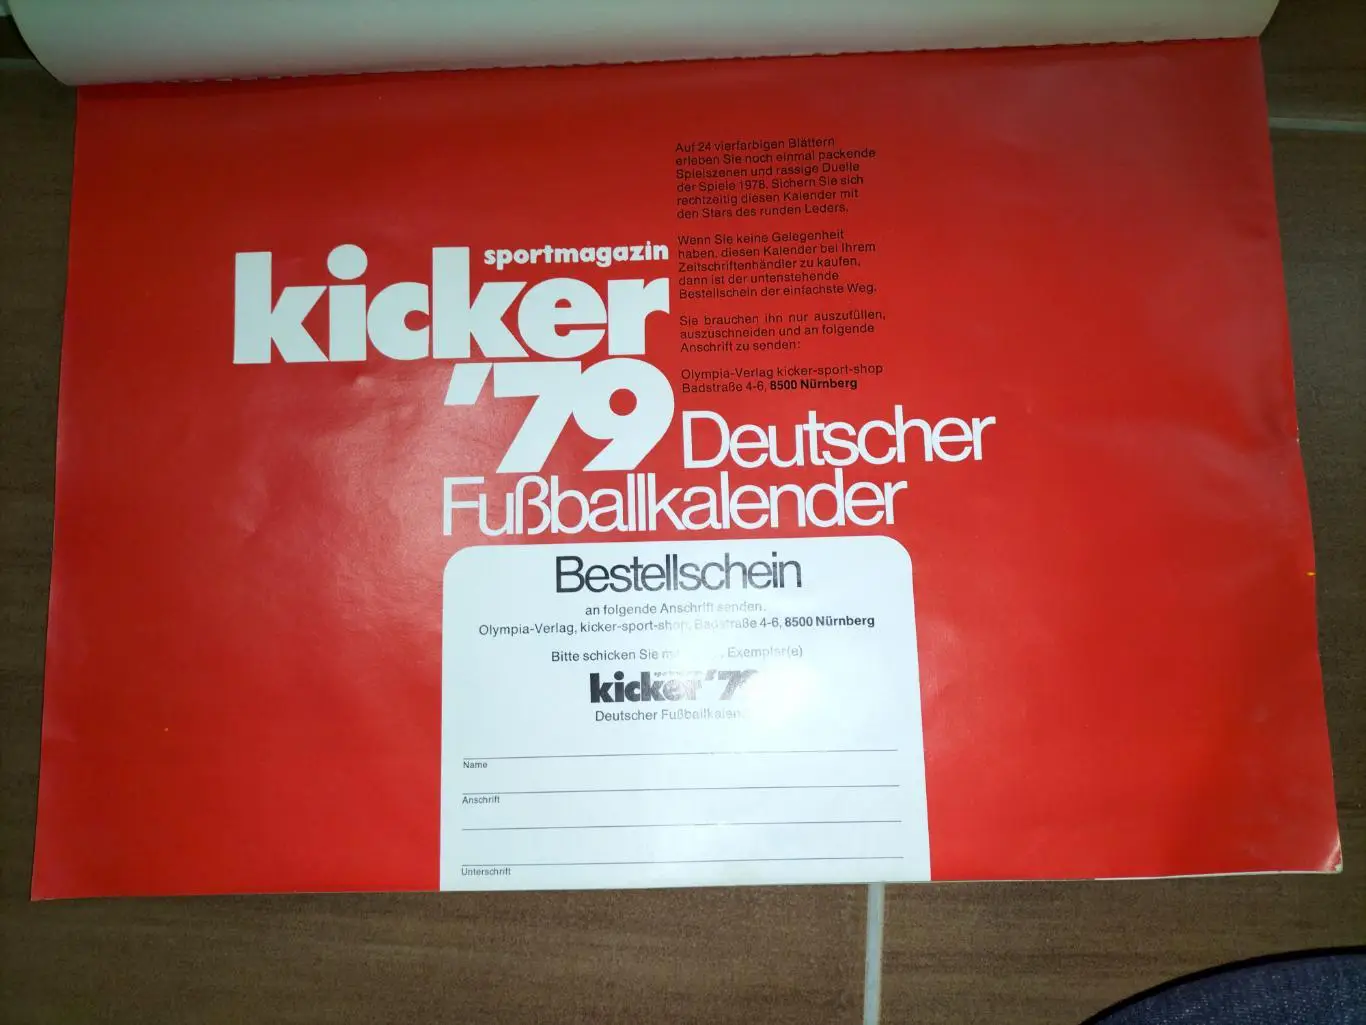 Auf 24 vierfarbigen Blättern
erleben Sie noch einmal packende
Spielszenen und rassige Duelle
der Spiele 1978. Sichern Sie sich
rechtzeitig diesen Kalender mit
den Stars des runden Leders.
Wenn Sie keine Gelegenheit
haben, diesen Kalender bei Ihrem
Zeitschriftenhändler zu kaufen,
dann ist der untenstehende
Bestellschein der einfachste Weg.
Sie brauchen ihn nur auszufüllen,
auszuschneiden und an folgende
Anschrift zu senden:
Olympia-Verlag kicker-sport-shop
Badstraße 4-6, 8500 Nürnberg
sportmagazin
kicker
'79 Deutscher
Fußballkalender
Bestellschein
an folgende Anschrift senden.
Olympia-Verlag, kicker-sport-shop, Badstraße 4-6, 8500 Nürnberg
Bitte schicken Sie Exemplar(e)
kicker '79
Deutscher
Name
Anschrift
Unterschrift